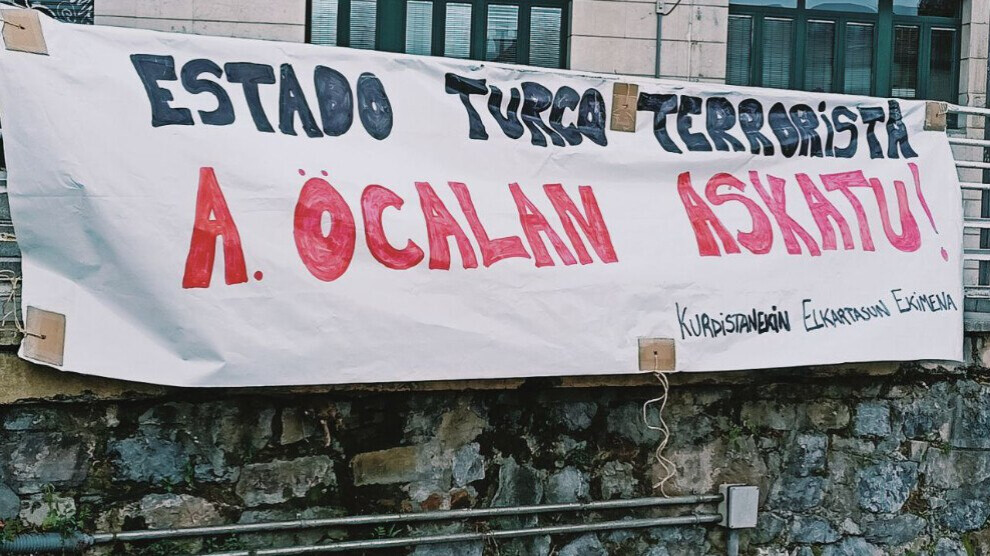 ESTADO TURCO TERRORISTA
A. ÖCALAN ASKATU!
KURDISTANEKIN ELKARTASUN EKIMENA